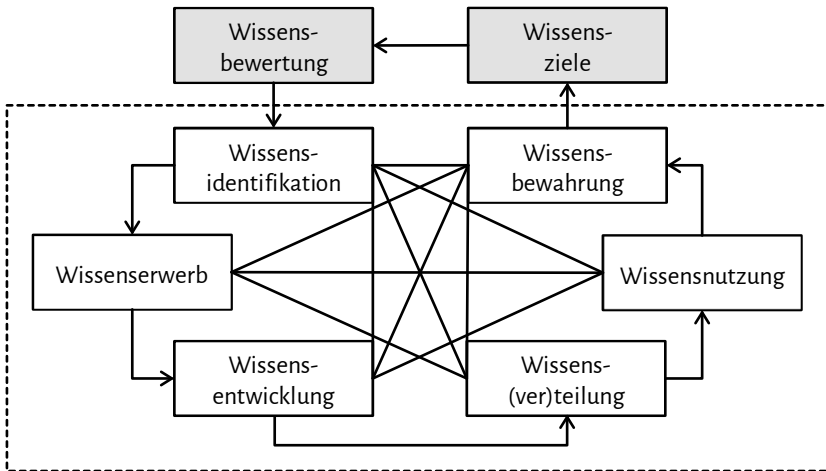 Wissens-
bewertung
Wissens-
ziele
Wissens-
identifikation
Wissens-
bewahrung
Wissenserwerb
Wissensnutzung
Wissens-
entwicklung
Wissens-
(ver)teilung